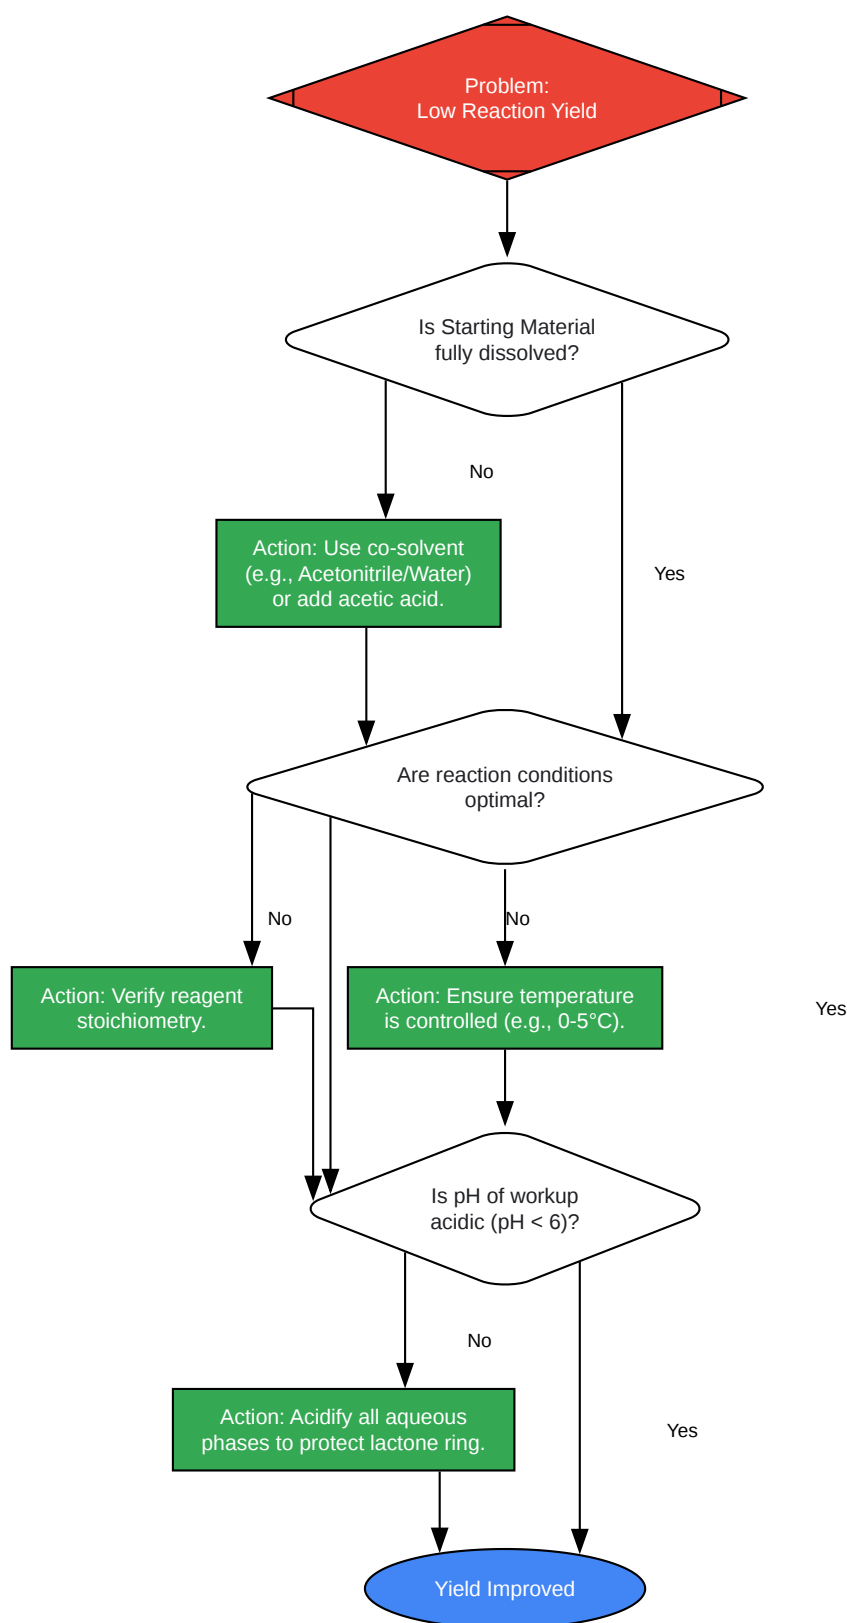 Problem:
Low Reaction Yield
Is Starting Material
fully dissolved?
No
Action: Use co-solvent
(e.g., Acetonitrile/Water)
or add acetic acid.
Yes
Are reaction conditions
optimal?
No
No
Action: Verify reagent
stoichiometry.
Action: Ensure temperature
is controlled (e.g., 0-5°C).
Yes
Is pH of workup
acidic (pH < 6)?
No
Action: Acidify all aqueous
phases to protect lactone ring.
Yes
Yield Improved